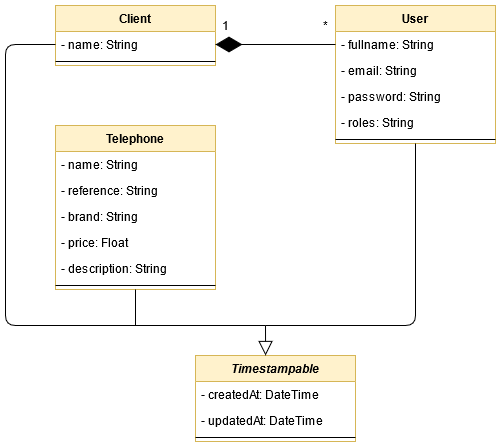 Client
- name: String
1
*
User
- fullname: String
- email: String
- password: String
- roles: String
Telephone
- name: String
- reference: String
- brand: String
- price: Float
- description: String
Timestampable
- createdAt: DateTime
- updatedAt: DateTime